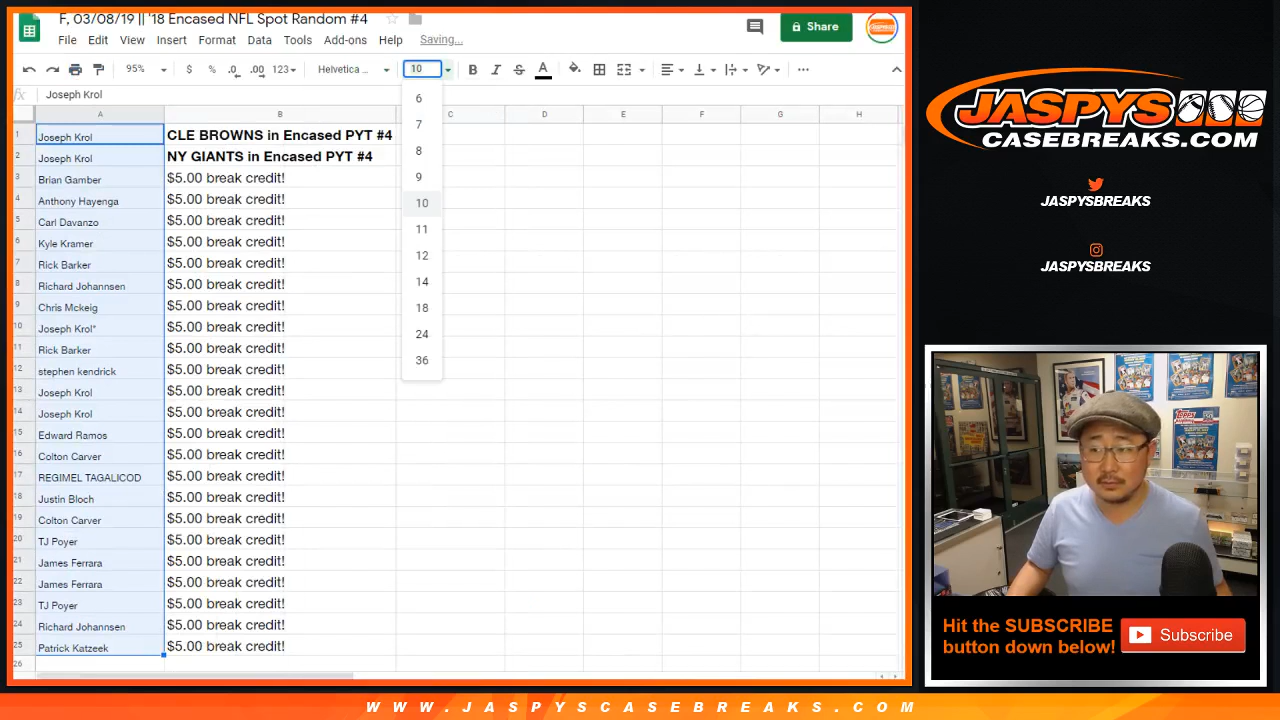 F, 03/08/19 || '18 Encased NFL Spot Random #4
File Edit View Insert Format Data Tools Add-ons Help Saving...
Share
95% $ % .0 .00 123 Helvetica ... 10 B I S A
fx Joseph Krol
A B C D E F G H
1 Joseph Krol CLE BROWNS in Encased PYT #4
2 Joseph Krol NY GIANTS in Encased PYT #4
3 Brian Gamber $5.00 break credit!
4 Anthony Hayenga $5.00 break credit!
5 Carl Davanzo $5.00 break credit!
6 Kyle Kramer $5.00 break credit!
7 Rick Barker $5.00 break credit!
8 Richard Johannsen $5.00 break credit!
9 Chris Mckeig $5.00 break credit!
10 Joseph Krol* $5.00 break credit!
11 Rick Barker $5.00 break credit!
12 stephen kendrick $5.00 break credit!
13 Joseph Krol $5.00 break credit!
14 Joseph Krol $5.00 break credit!
15 Edward Ramos $5.00 break credit!
16 Colton Carver $5.00 break credit!
17 REGIMEL TAGALICOD $5.00 break credit!
18 Justin Bloch $5.00 break credit!
19 Colton Carver $5.00 break credit!
20 TJ Poyer $5.00 break credit!
21 James Ferrara $5.00 break credit!
22 James Ferrara $5.00 break credit!
23 TJ Poyer $5.00 break credit!
24 Richard Johannsen $5.00 break credit!
25 Patrick Katzeek $5.00 break credit!
26
6
7
8
9
10
11
12
14
18
24
36
JASPYS
CASEBREAKS.COM
JASPYSBREAKS
JASPYSBREAKS
TOPPS
Hit the SUBSCRIBE
button down below!
Subscribe
WWW.JASPYSCASEBREAKS.COM